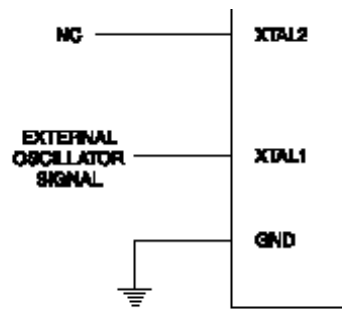 NC
XTAL2
EXTERNAL
OSCILLATOR
SIGNAL
XTAL1
GND